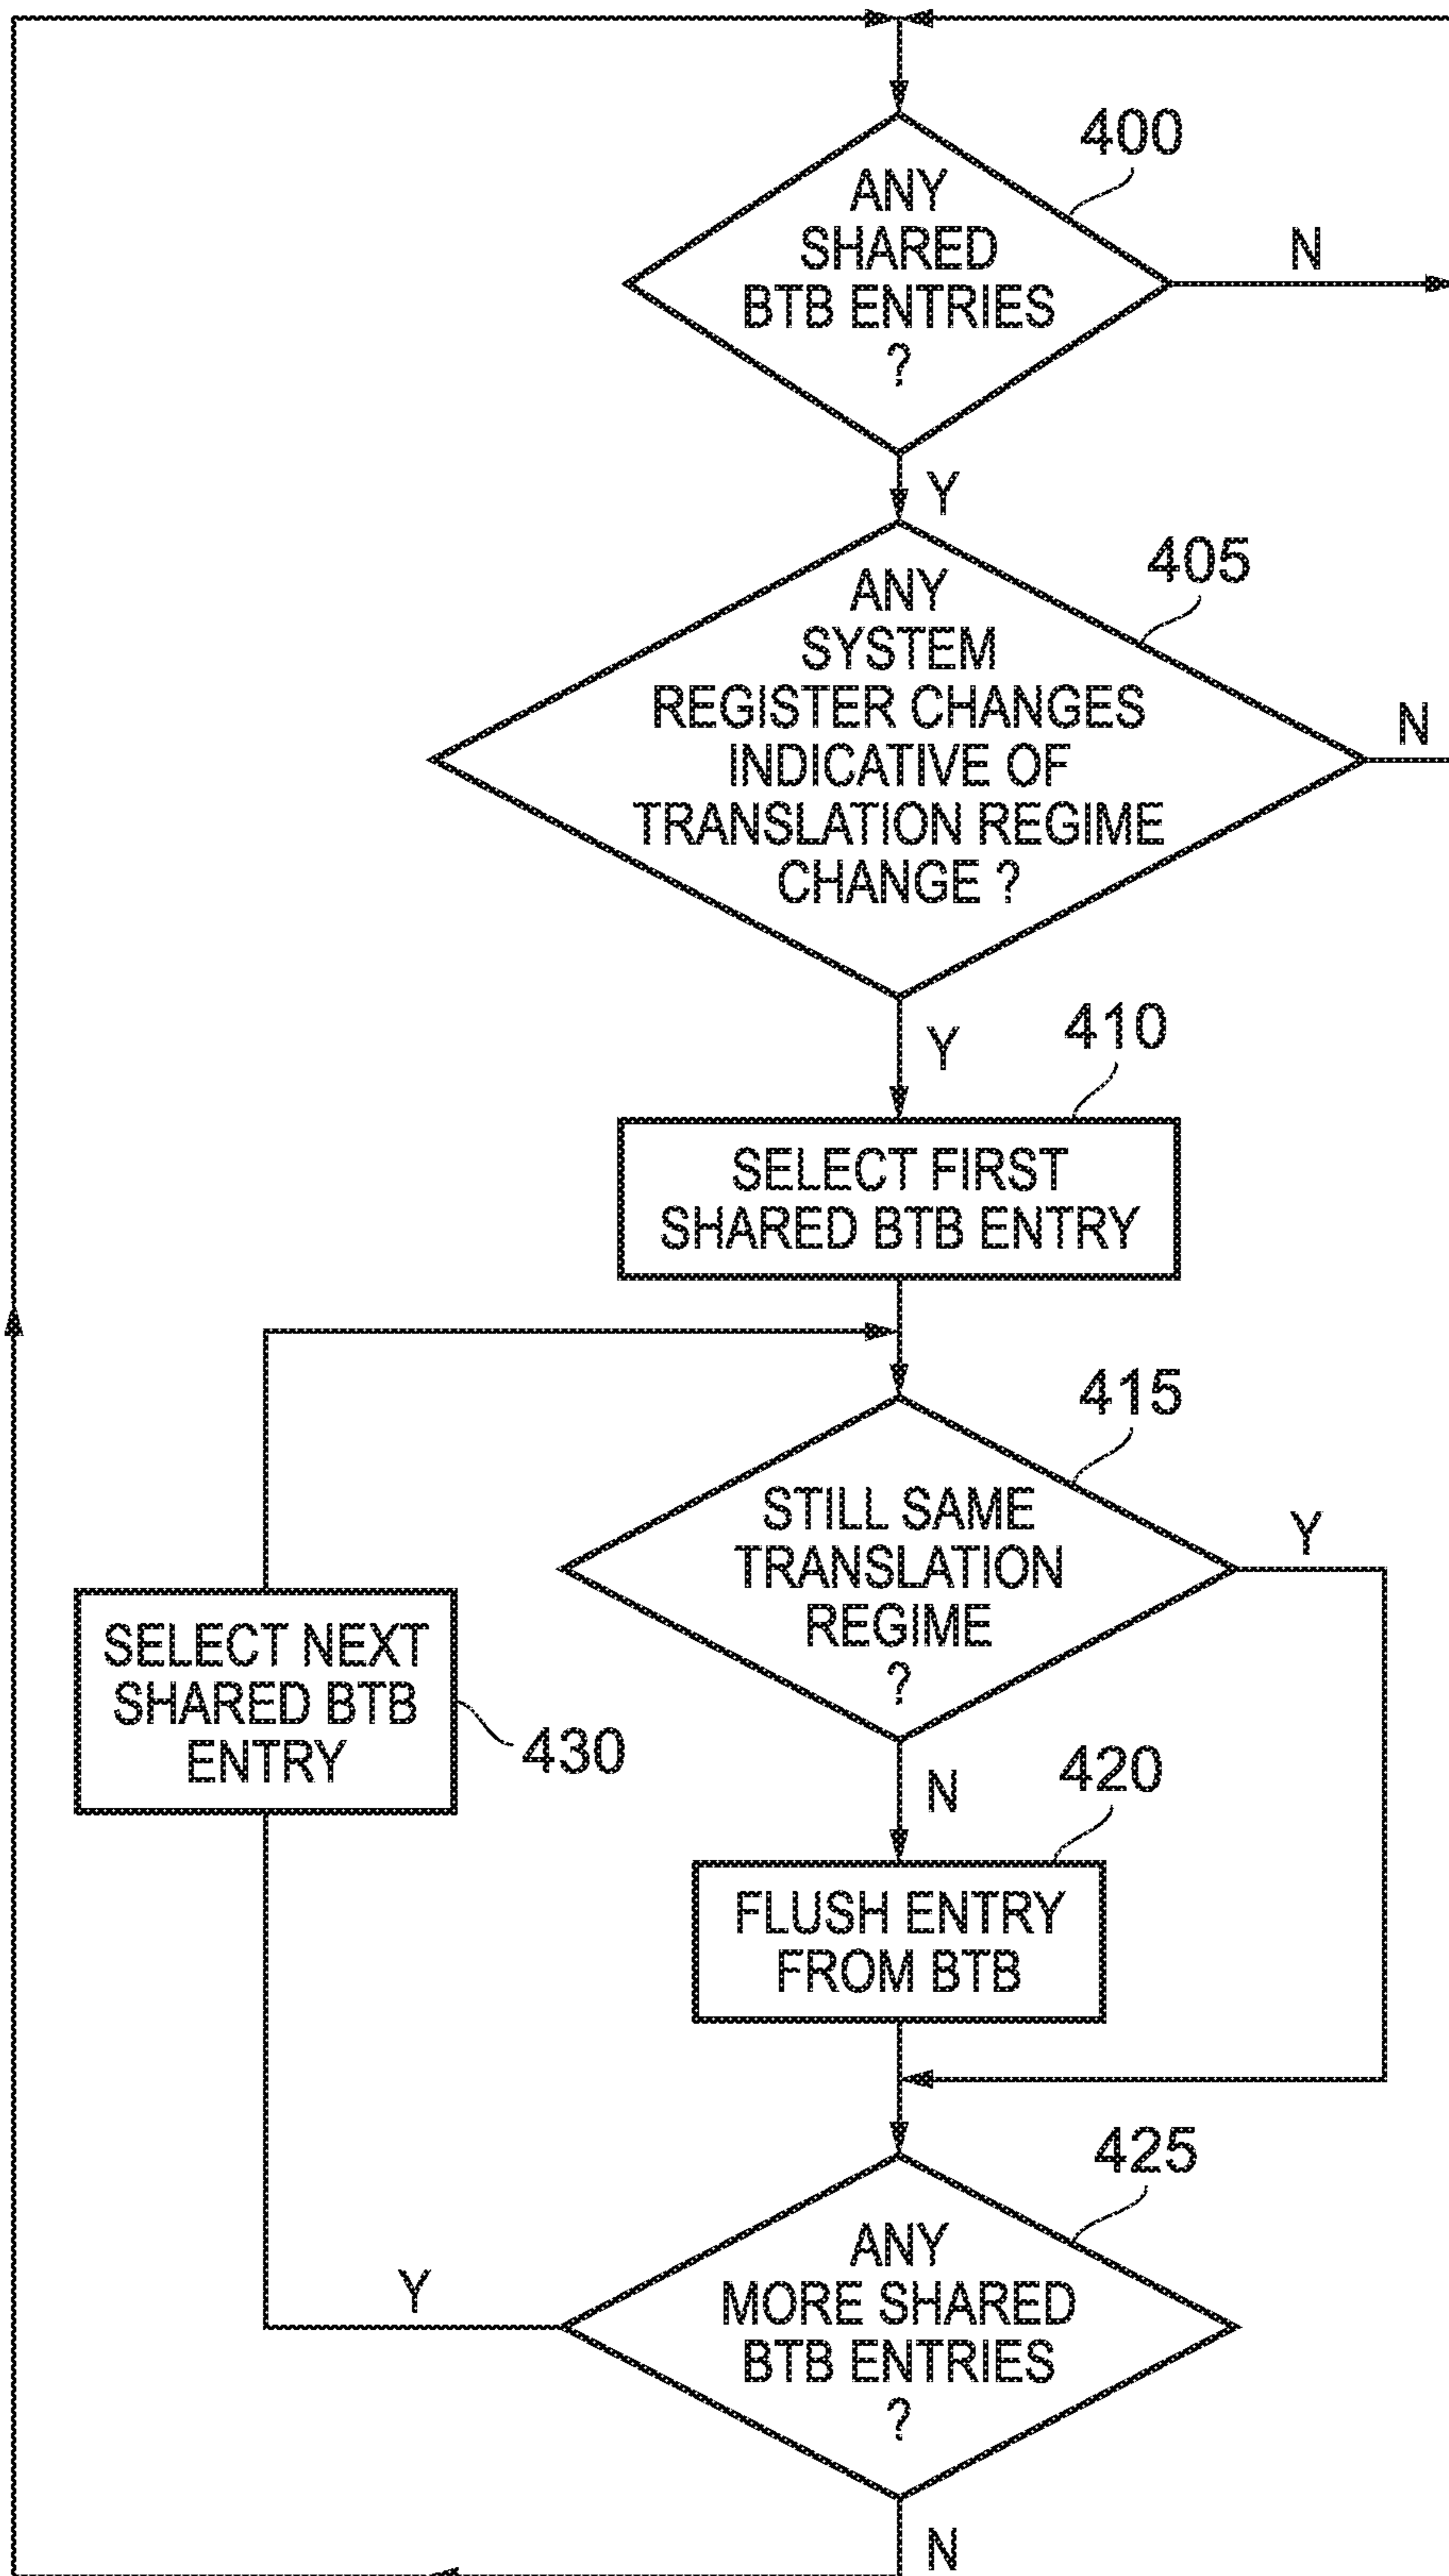 400
ANY
SHARED
BTB ENTRIES
?
N
Y
405
ANY
SYSTEM
REGISTER CHANGES
INDICATIVE OF
TRANSLATION REGIME
CHANGE ?
N
Y
410
SELECT FIRST
SHARED BTB ENTRY
415
STILL SAME
TRANSLATION
REGIME
?
Y
SELECT NEXT
SHARED BTB
ENTRY
430
N
420
FLUSH ENTRY
FROM BTB
425
ANY
MORE SHARED
BTB ENTRIES
?
Y
N